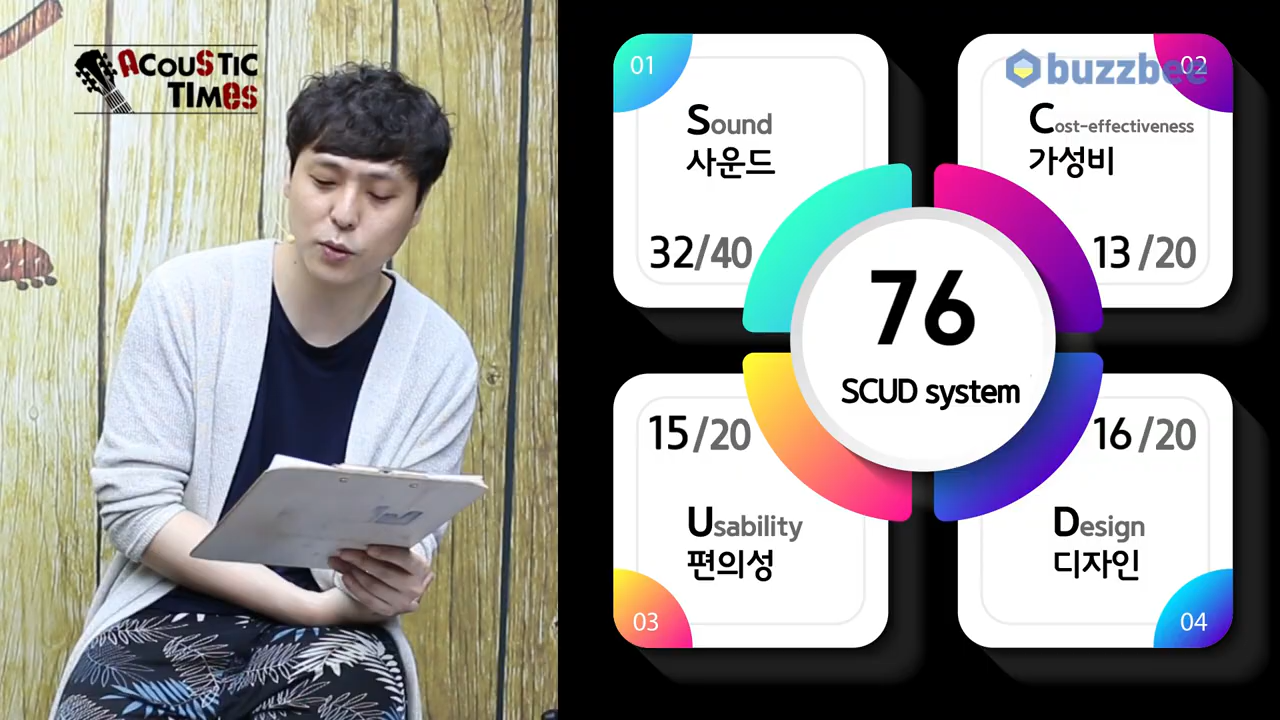 ACOUSTIC
TIMES
01
Sound
사운드
32/40
buzzbee
02
Cost-effectiveness
가성비
13/20
76
SCUD system
15/20
Usability
편의성
03
16/20
Design
디자인
04